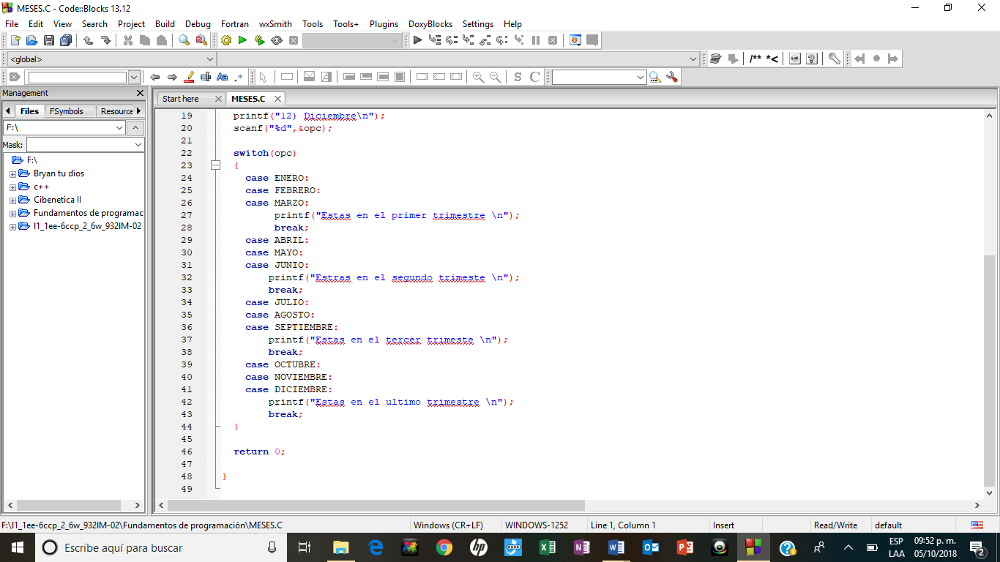 MESES.C - Code::Blocks 13.12
File Edit View Search Project Build Debug Fortran wxSmith Tools Tools+ Plugins DoxyBlocks Settings Help
<global>
/** *<
Aa .*
S C
Management
Files FSymbols Resource
F:\
Mask:
F:\
Bryan tu dios
c++
Cibenetica II
Fundamentos de programac
I1_1ee-6ccp_2_6w_932IM-02
Start here MESES.C
19 printf("12) Diciembre\n");
20 scanf("%d",&opc);
21
22 switch(opc)
23 {
24 case ENERO:
25 case FEBRERO:
26 case MARZO:
27 printf("Estas en el primer trimestre \n");
28 break;
29 case ABRIL:
30 case MAYO:
31 case JUNIO:
32 printf("Estras en el segundo trimeste \n");
33 break;
34 case JULIO:
35 case AGOSTO:
36 case SEPTIEMBRE:
37 printf("Estas en el tercer trimeste \n");
38 break;
39 case OCTUBRE:
40 case NOVIEMBRE:
41 case DICIEMBRE:
42 printf("Estas en el ultimo trimestre \n");
43 break;
44 }
45
46 return 0;
47
48 }
49
F:\I1_1ee-6ccp_2_6w_932IM-02\Fundamentos de programación\MESES.C Windows (CR+LF) WINDOWS-1252 Line 1, Column 1 Insert Read/Write default
Escribe aquí para buscar
ESP 09:52 p. m.
LAA 05/10/2018
2